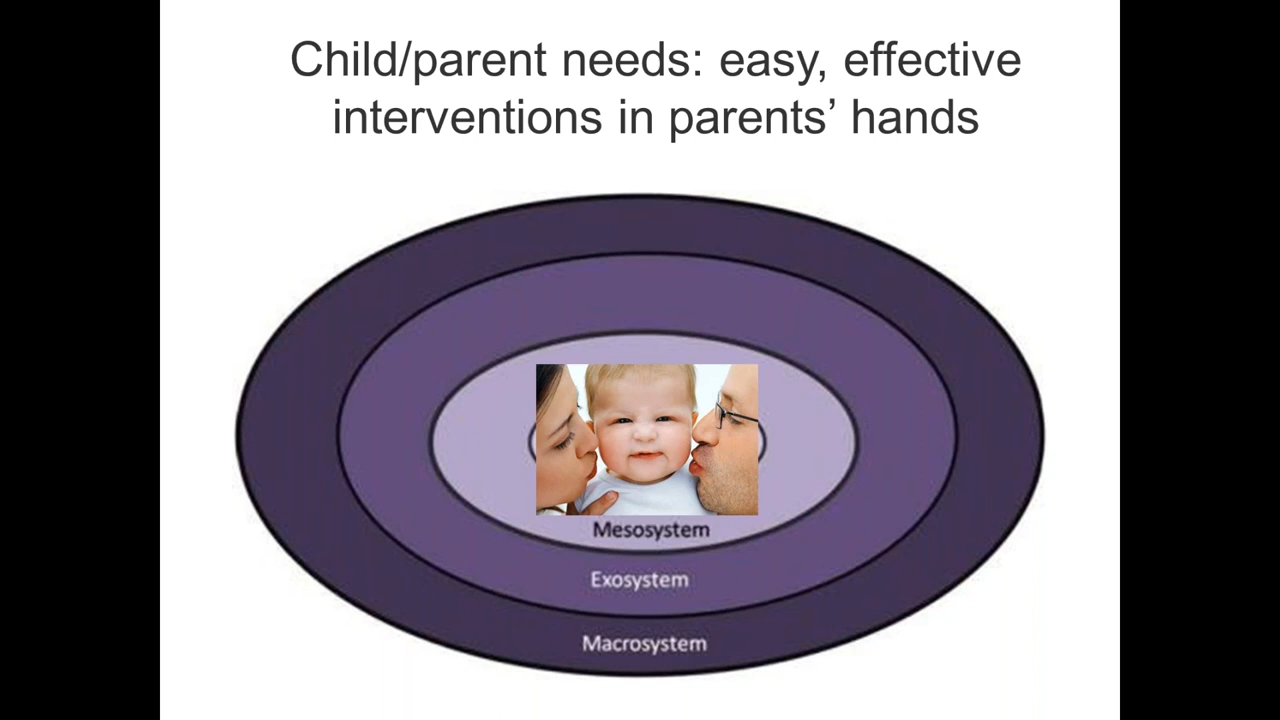 Child/parent needs: easy, effective
interventions in parents’ hands
Mesosystem
Exosystem
Macrosystem